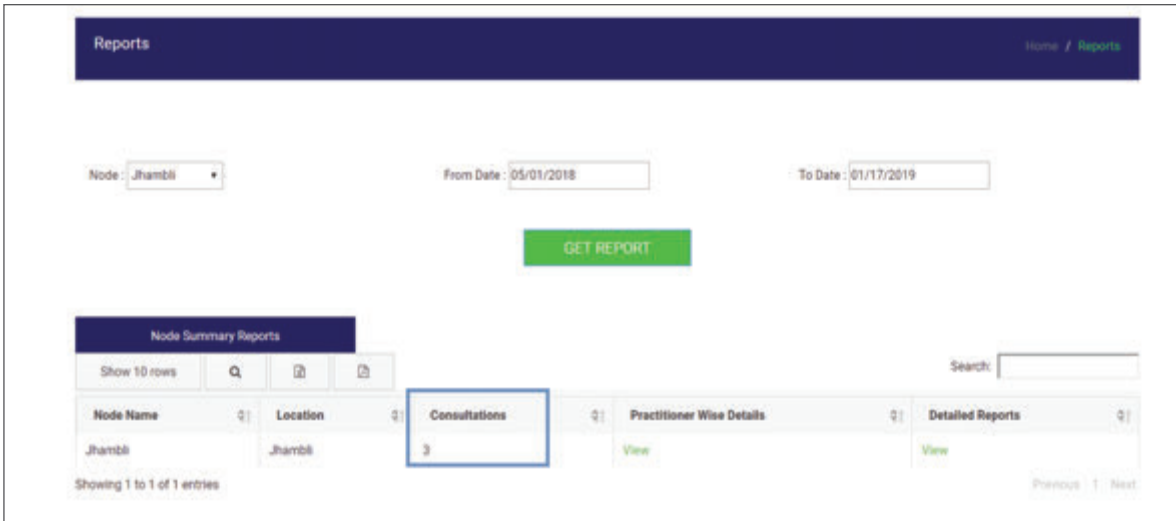 Reports
Home / Reports
Node : Jhambli From Date : 05/01/2018 To Date : 01/17/2019
GET REPORT
Node Summary Reports
Show 10 rows Search:
Node Name Location Consultations Practitioner Wise Details Detailed Reports
Jhambli Jhambli 3 View View
Showing 1 to 1 of 1 entries Previous 1 Next